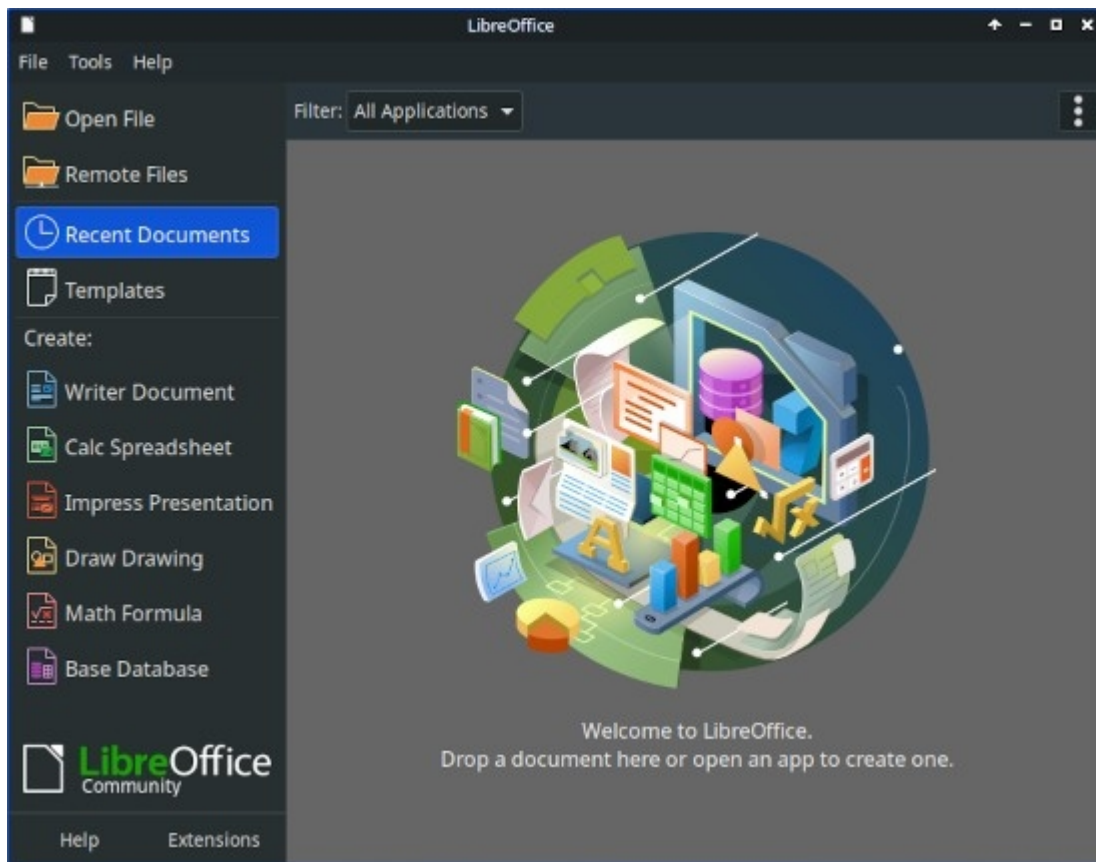 LibreOffice
File Tools Help
Open File
Remote Files
Recent Documents
Templates
Create:
Writer Document
Calc Spreadsheet
Impress Presentation
Draw Drawing
Math Formula
Base Database
LibreOffice
Community
Help Extensions
Filter: All Applications
A
Welcome to LibreOffice.
Drop a document here or open an app to create one.